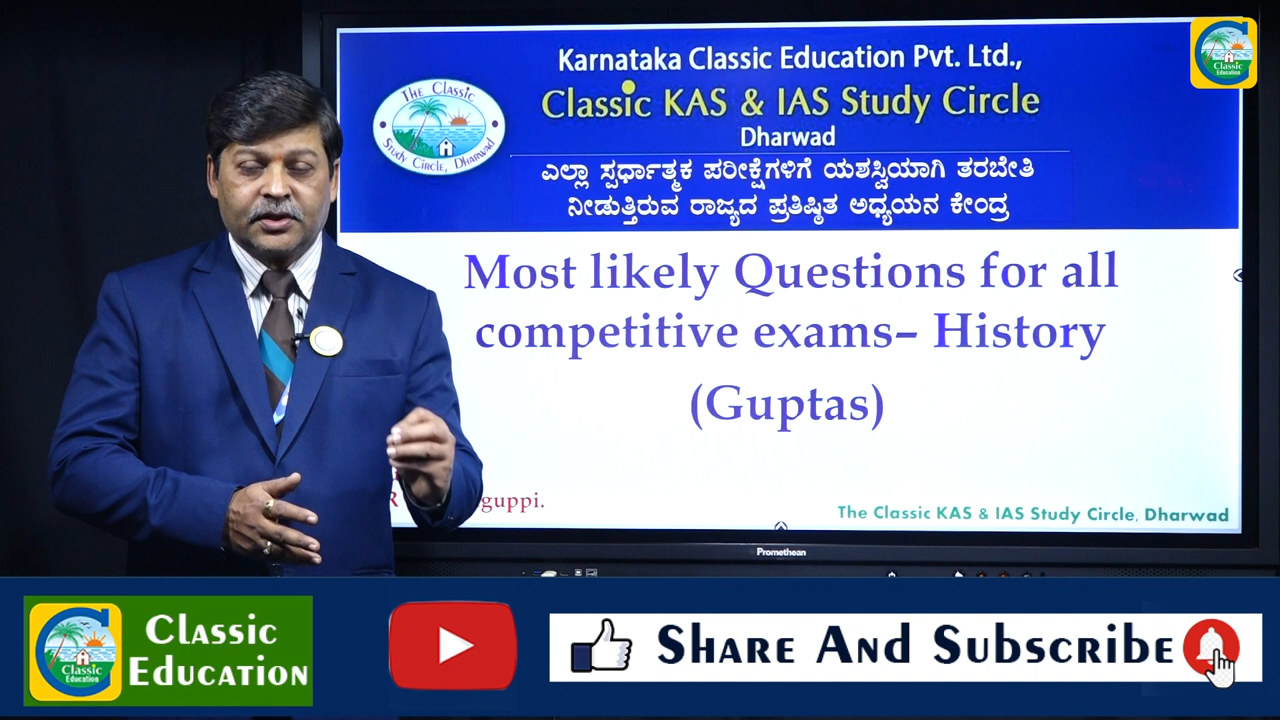 Karnataka Classic Education Pvt. Ltd.,
Classic KAS & IAS Study Circle
Dharwad
ಎಲ್ಲಾ ಸ್ಪರ್ಧಾತ್ಮಕ ಪರೀಕ್ಷೆಗಳಿಗೆ ಯಶಸ್ವಿಯಾಗಿ ತರಬೇತಿ
ನೀಡುತ್ತಿರುವ ರಾಜ್ಯದ ಪ್ರತಿಷ್ಠಿತ ಅಧ್ಯಯನ ಕೇಂದ್ರ
The Classic
Study Circle, Dharwad
Classic
Education
Most likely Questions for all
competitive exams– History
(Guptas)
R guppi.
The Classic KAS & IAS Study Circle, Dharwad
Promethean
Classic
Education
Classic
Education
Share And Subscribe